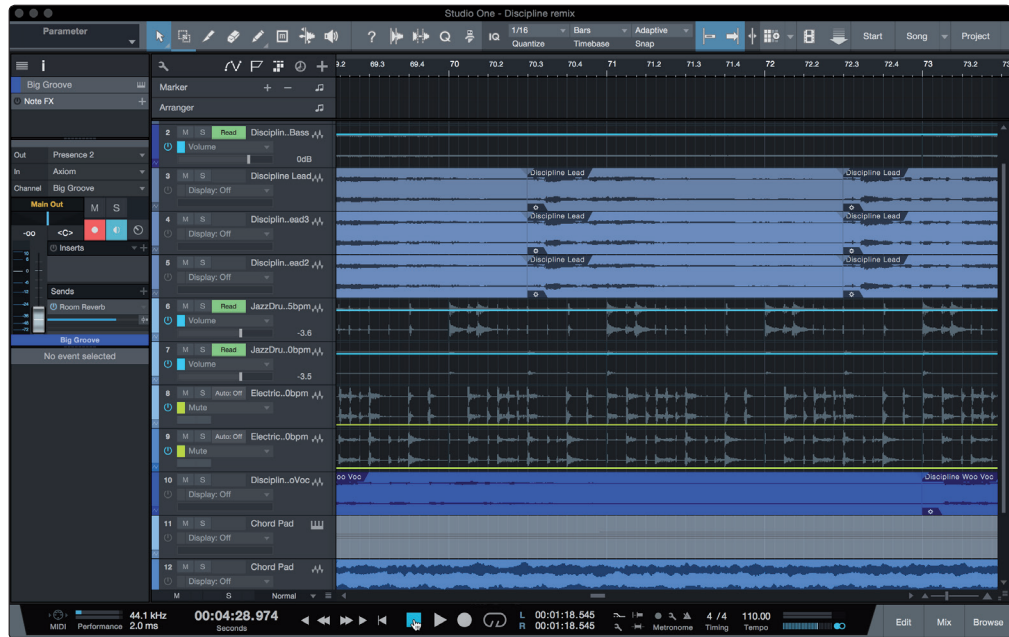 Studio One - Discipline remix
Parameter
? Q IQ 1/16 Bars Adaptive Start Song Project
Quantize Timebase Snap
i
9.2 69.3 69.4 70 70.2 70.3 70.4 71 71.2 71.3 71.4 72 72.2 72.3 72.4 73 73.2 73
Big Groove
Marker
Note FX
Arranger
2 M S Read Disciplin..Bass
Volume
0dB
Out Presence 2
In Axiom
Channel Big Groove
Main Out M S
-oo <C>
Inserts
Sends
Room Reverb
Big Groove
No event selected
3 M S Discipline Lead
Display: Off
Discipline Lead Discipline Lead
4 M S Disciplin..ead3
Display: Off
Discipline Lead Discipline Lead
5 M S Disciplin..ead2
Display: Off
Discipline Lead Discipline Lead
6 M S Read JazzDru..5bpm
Volume
-3.6
7 M S Read JazzDru..0bpm
Volume
-3.5
8 M S Auto: Off Electric..0bpm
Mute
9 M S Auto: Off Electric..0bpm
Mute
10 M S Disciplin..oVoc
Display: Off
oo Voc Discipline Woo Voc
11 M S Chord Pad
Display: Off
12 M S Chord Pad
Display: Off
M S Normal
MIDI Performance 44.1 kHz 2.0 ms
00:04:28.974
Seconds
L 00:01:18.545
R 00:01:18.545
Metronome
4 / 4
Timing
110.00
Tempo
Edit Mix Browse